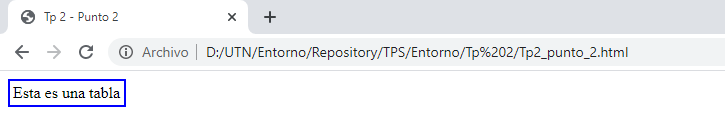 Tp 2 - Punto 2
Archivo D:/UTN/Entorno/Repository/TPS/Entorno/Tp%202/Tp2_punto_2.html
Esta es una tabla